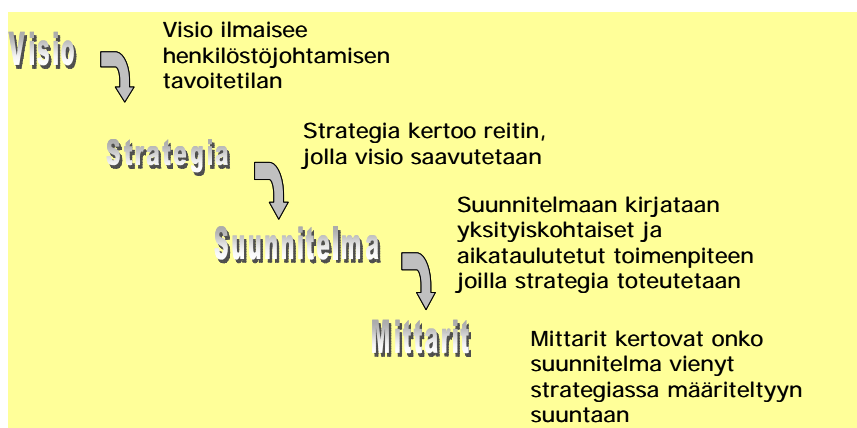 Visio
Visio ilmaisee
henkilöstöjohtamisen
tavoitetilan
Strategia
Strategia kertoo reitin,
jolla visio saavutetaan
Suunnitelma
Suunnitelmaan kirjataan
yksityiskohtaiset ja
aikataulutetut toimenpiteen
joilla strategia toteutetaan
Mittarit
Mittarit kertovat onko
suunnitelma vienyt
strategiassa määriteltyyn
suuntaan